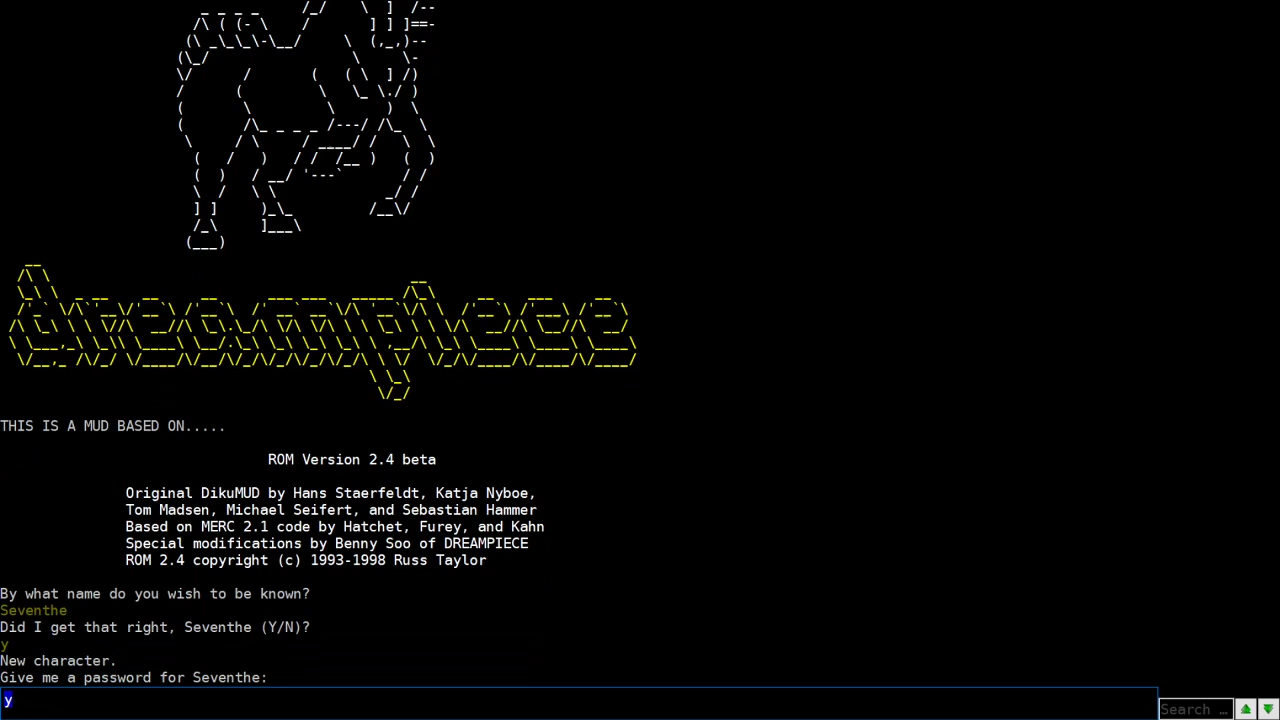 dreampiece
THIS IS A MUD BASED ON.....
ROM Version 2.4 beta
Original DikuMUD by Hans Staerfeldt, Katja Nyboe,
Tom Madsen, Michael Seifert, and Sebastian Hammer
Based on MERC 2.1 code by Hatchet, Furey, and Kahn
Special modifications by Benny Soo of DREAMPIECE
ROM 2.4 copyright (c) 1993-1998 Russ Taylor
By what name do you wish to be known?
Seventhe
Did I get that right, Seventhe (Y/N)?
y
New character.
Give me a password for Seventhe:
y
Search ...